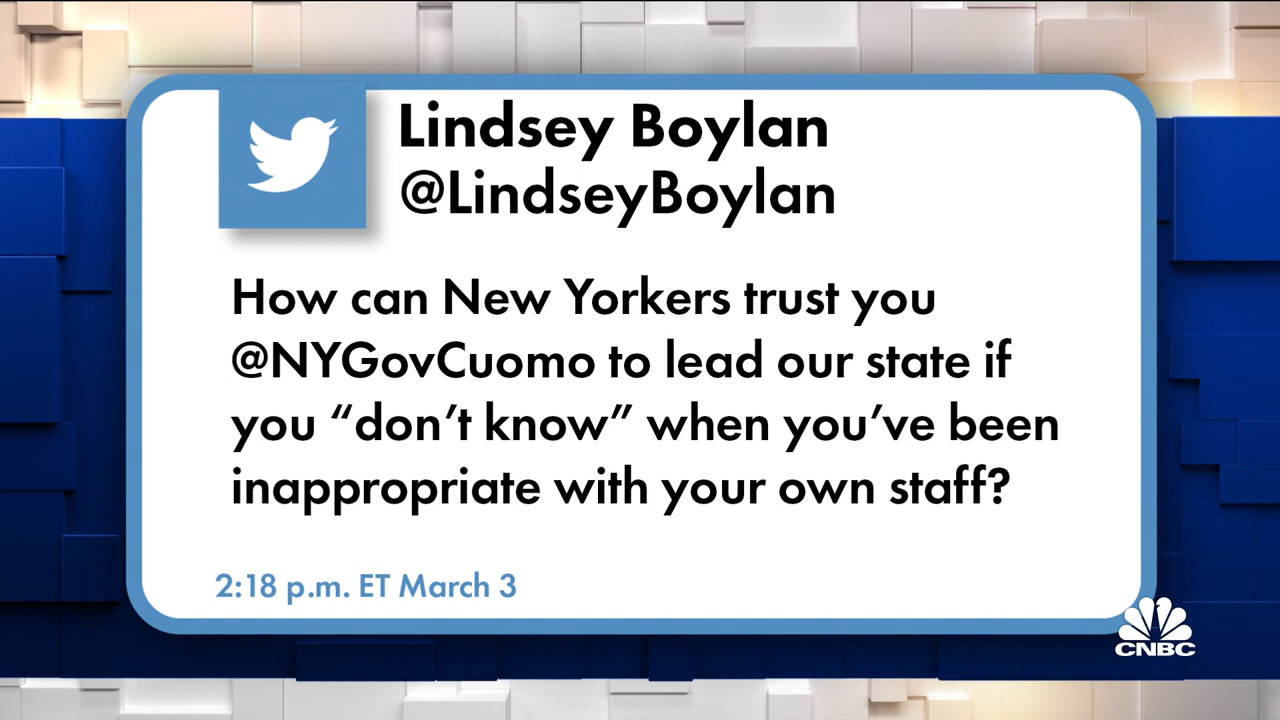 Lindsey Boylan
@LindseyBoylan
How can New Yorkers trust you
@NYGovCuomo to lead our state if
you “don’t know” when you’ve been
inappropriate with your own staff?
2:18 p.m. ET March 3
CNBC